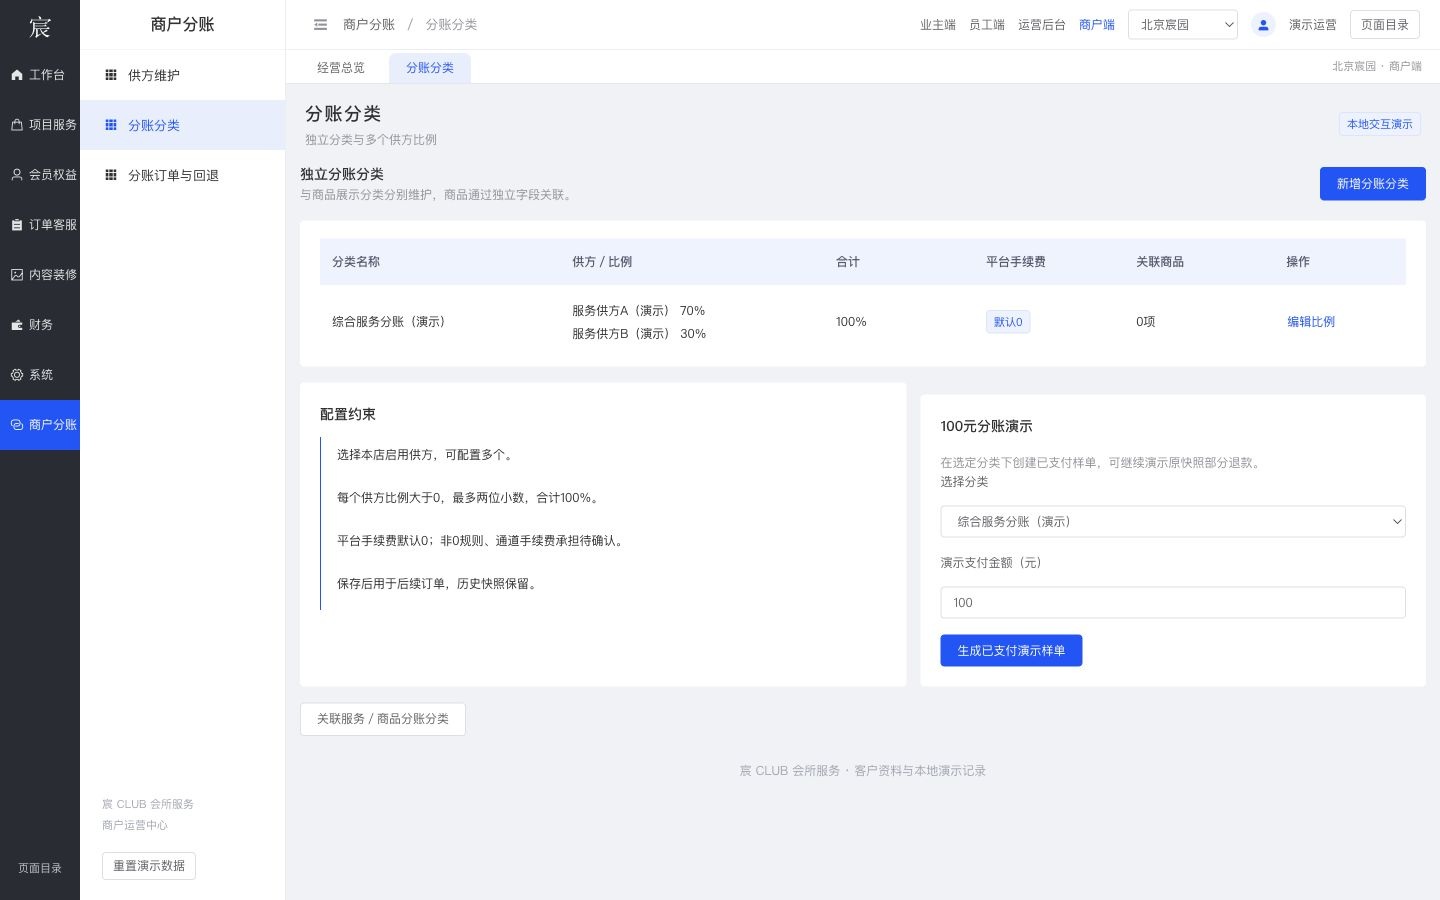 宸
工作台
项目服务
会员权益
订单客服
内容装修
财务
系统
商户分账
页面目录
商户分账
供方维护
分账分类
分账订单与回退
宸 CLUB 会所服务
商户运营中心
重置演示数据
商户分账 / 分账分类
业主端 员工端 运营后台 商户端 北京宸园 演示运营 页面目录
经营总览 分账分类 北京宸园 · 商户端
分账分类
独立分类与多个供方比例
本地交互演示
独立分账分类
与商品展示分类分别维护，商品通过独立字段关联。
新增分账分类
分类名称 供方 / 比例 合计 平台手续费 关联商品 操作
综合服务分账（演示） 服务供方A（演示） 70% 100% 默认0 0项 编辑比例
服务供方B（演示） 30%
配置约束
选择本店启用供方，可配置多个。
每个供方比例大于0，最多两位小数，合计100%。
平台手续费默认0；非0规则、通道手续费承担待确认。
保存后用于后续订单，历史快照保留。
100元分账演示
在选定分类下创建已支付样单，可继续演示原快照部分退款。
选择分类
综合服务分账（演示）
演示支付金额（元）
100
生成已支付演示样单
关联服务 / 商品分账分类
宸 CLUB 会所服务 · 客户资料与本地演示记录